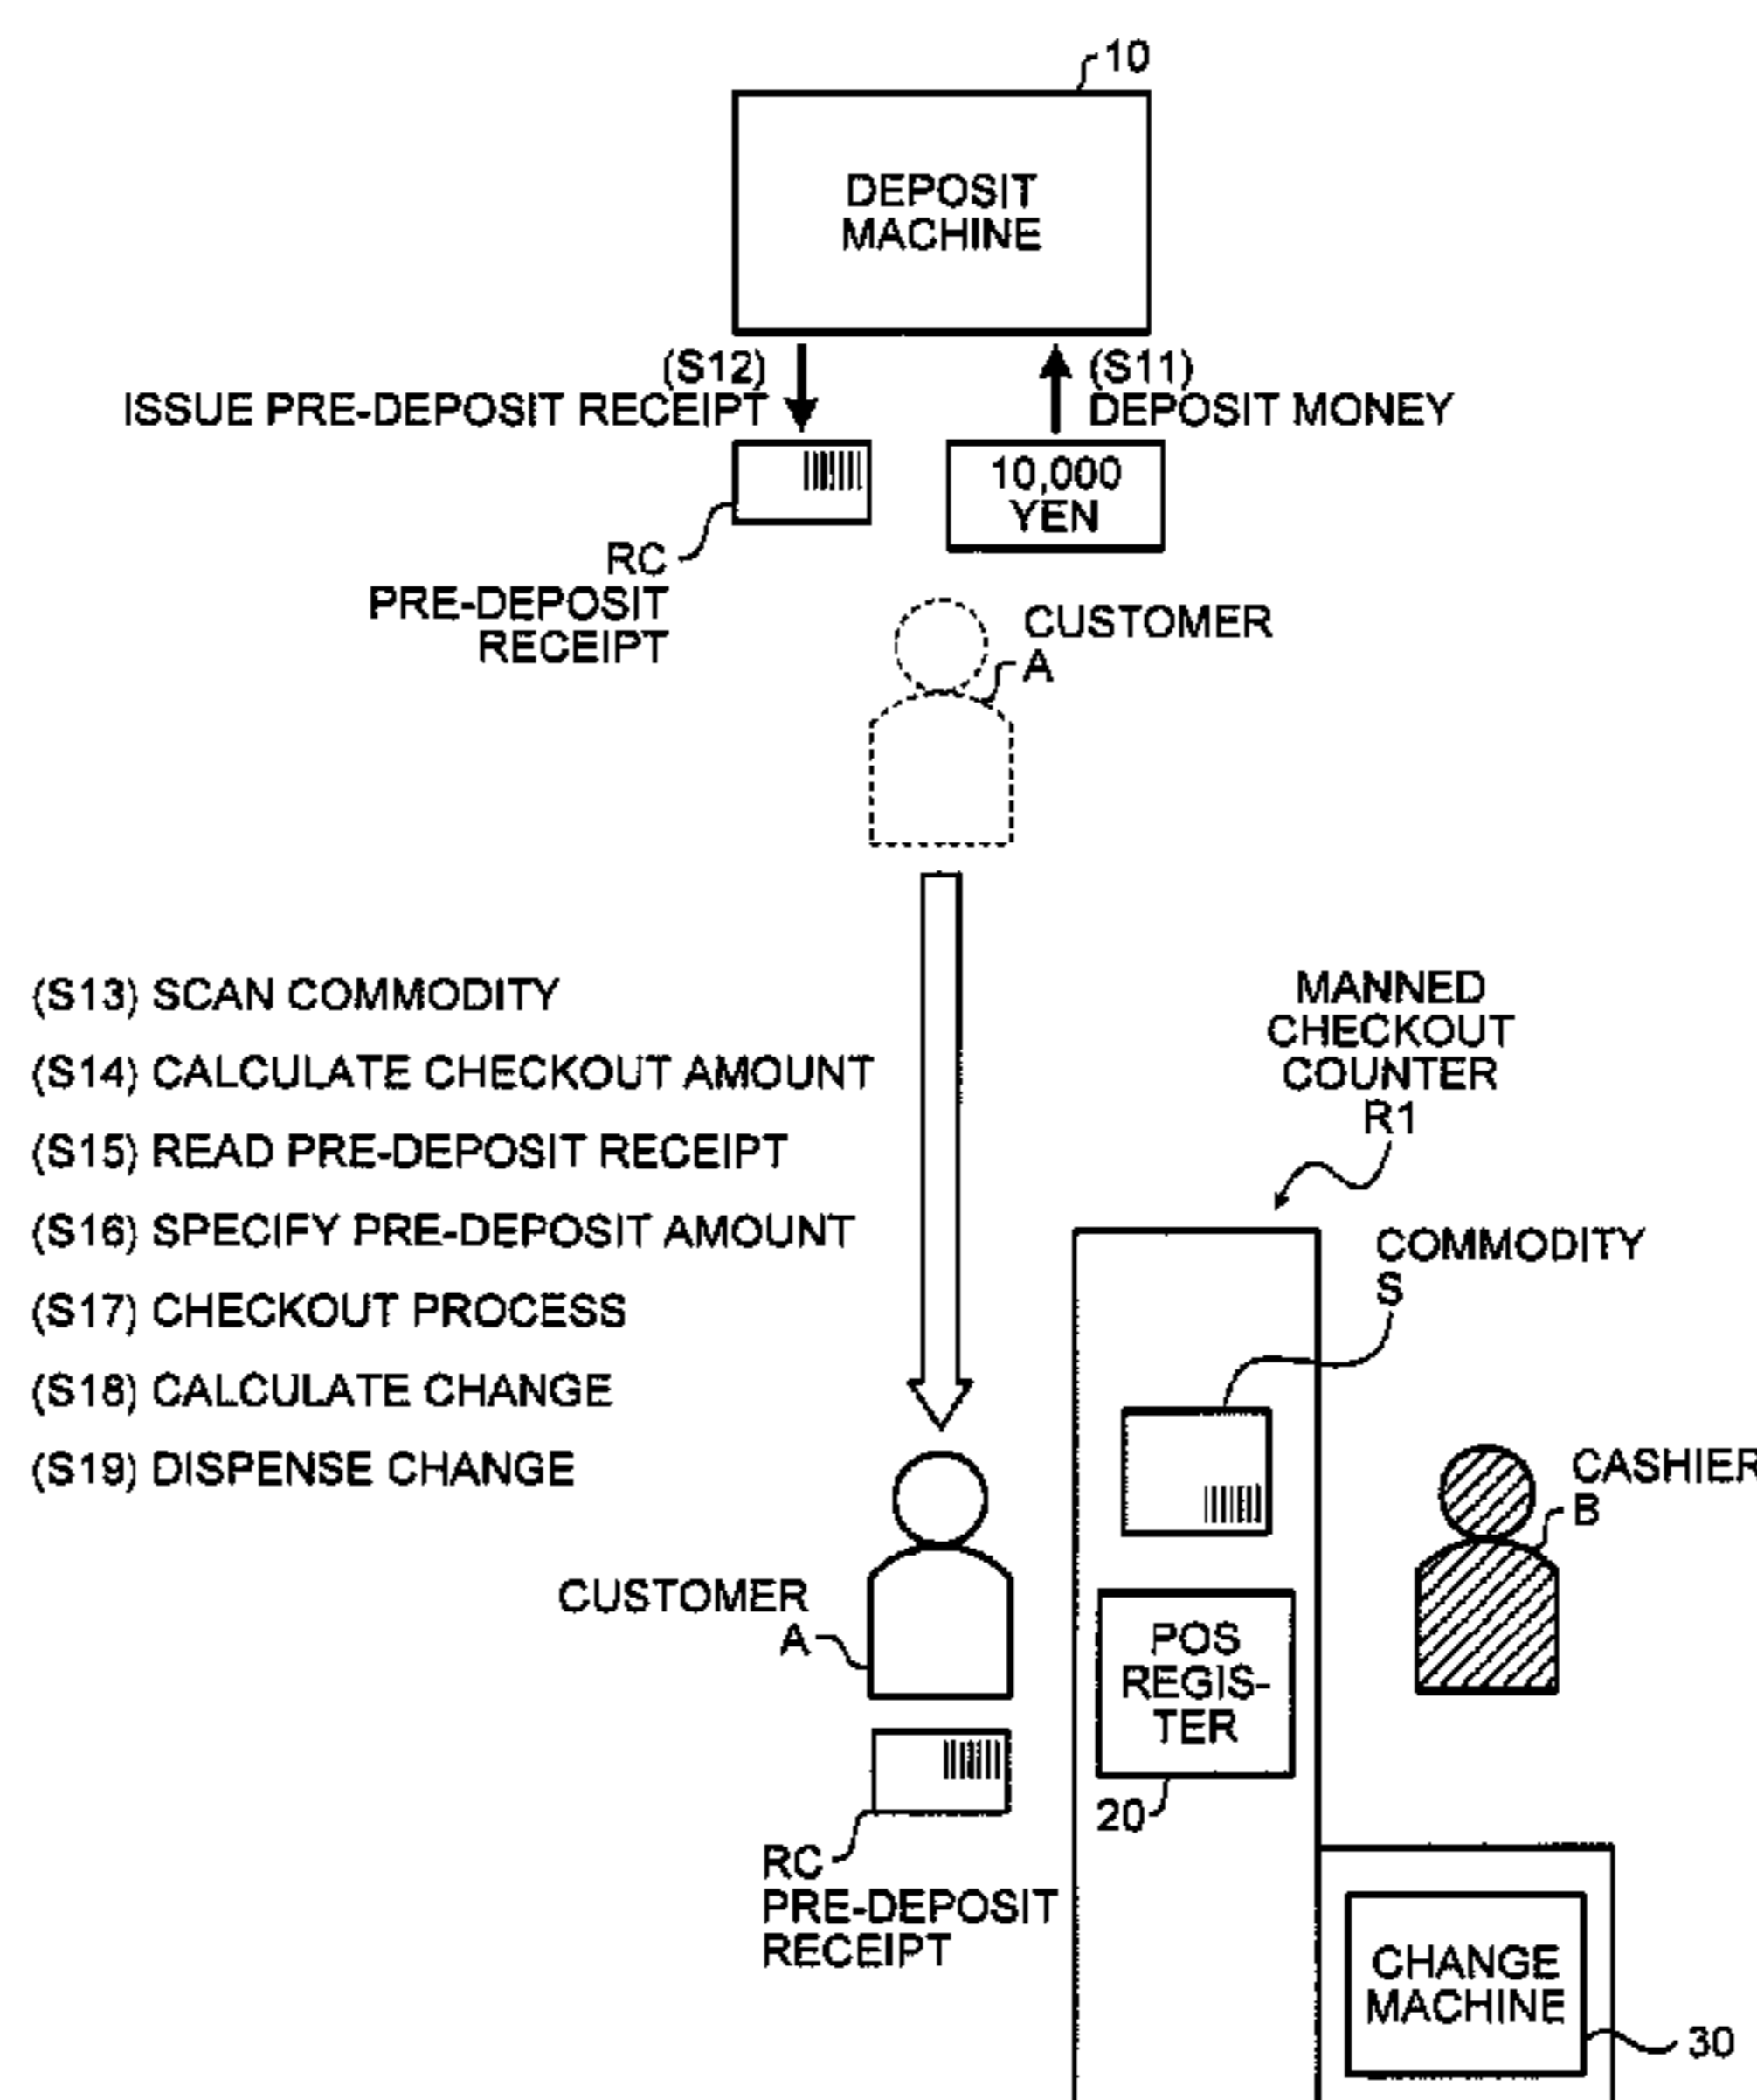 10
DEPOSIT
MACHINE
(S12)
ISSUE PRE-DEPOSIT RECEIPT
(S11)
DEPOSIT MONEY
10,000
YEN
RC
PRE-DEPOSIT
RECEIPT
CUSTOMER
A
(S13) SCAN COMMODITY
(S14) CALCULATE CHECKOUT AMOUNT
(S15) READ PRE-DEPOSIT RECEIPT
(S16) SPECIFY PRE-DEPOSIT AMOUNT
(S17) CHECKOUT PROCESS
(S18) CALCULATE CHANGE
(S19) DISPENSE CHANGE
MANNED
CHECKOUT
COUNTER
R1
COMMODITY
S
CASHIER
B
CUSTOMER
A
POS
REGIS-
TER
20
RC
PRE-DEPOSIT
RECEIPT
CHANGE
MACHINE
30